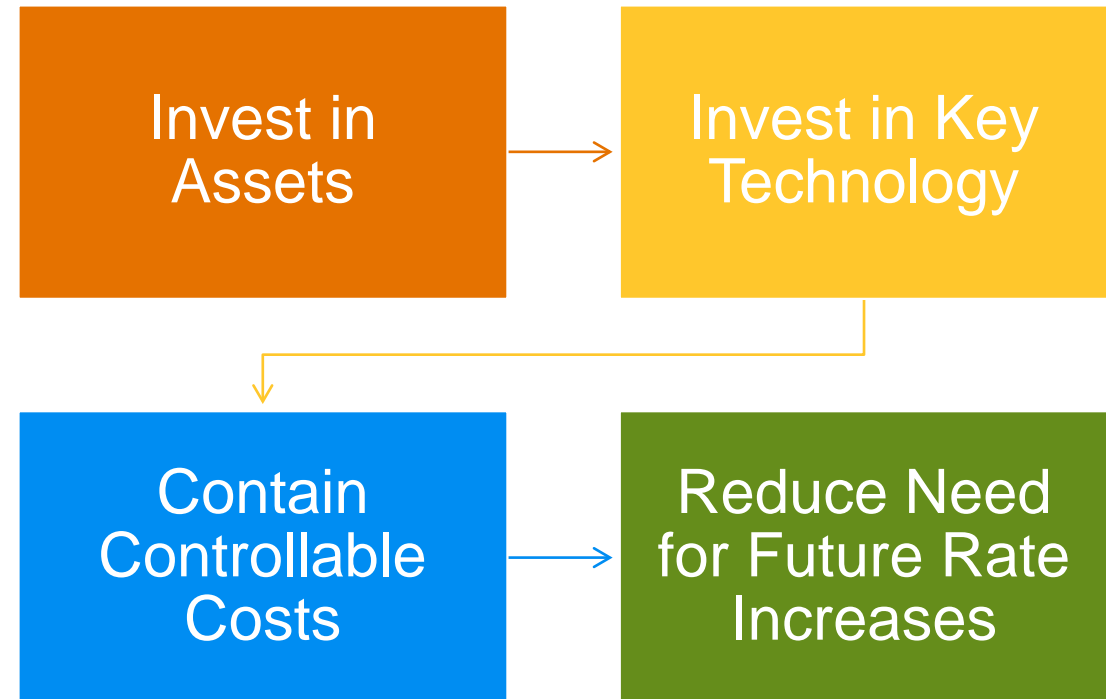 Invest in
Assets
Invest in Key
Technology
Contain
Controllable
Costs
Reduce Need
for Future Rate
Increases